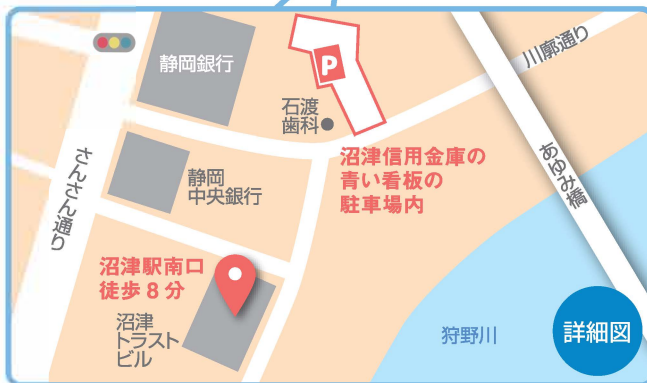 静岡銀行
P
川廓通り
石渡
歯科
沼津信用金庫の
青い看板の
駐車場内
あゆみ橋
さんさん通り
静岡
中央銀行
沼津駅南口
徒歩8分
沼津
トラスト
ビル
狩野川
詳細図